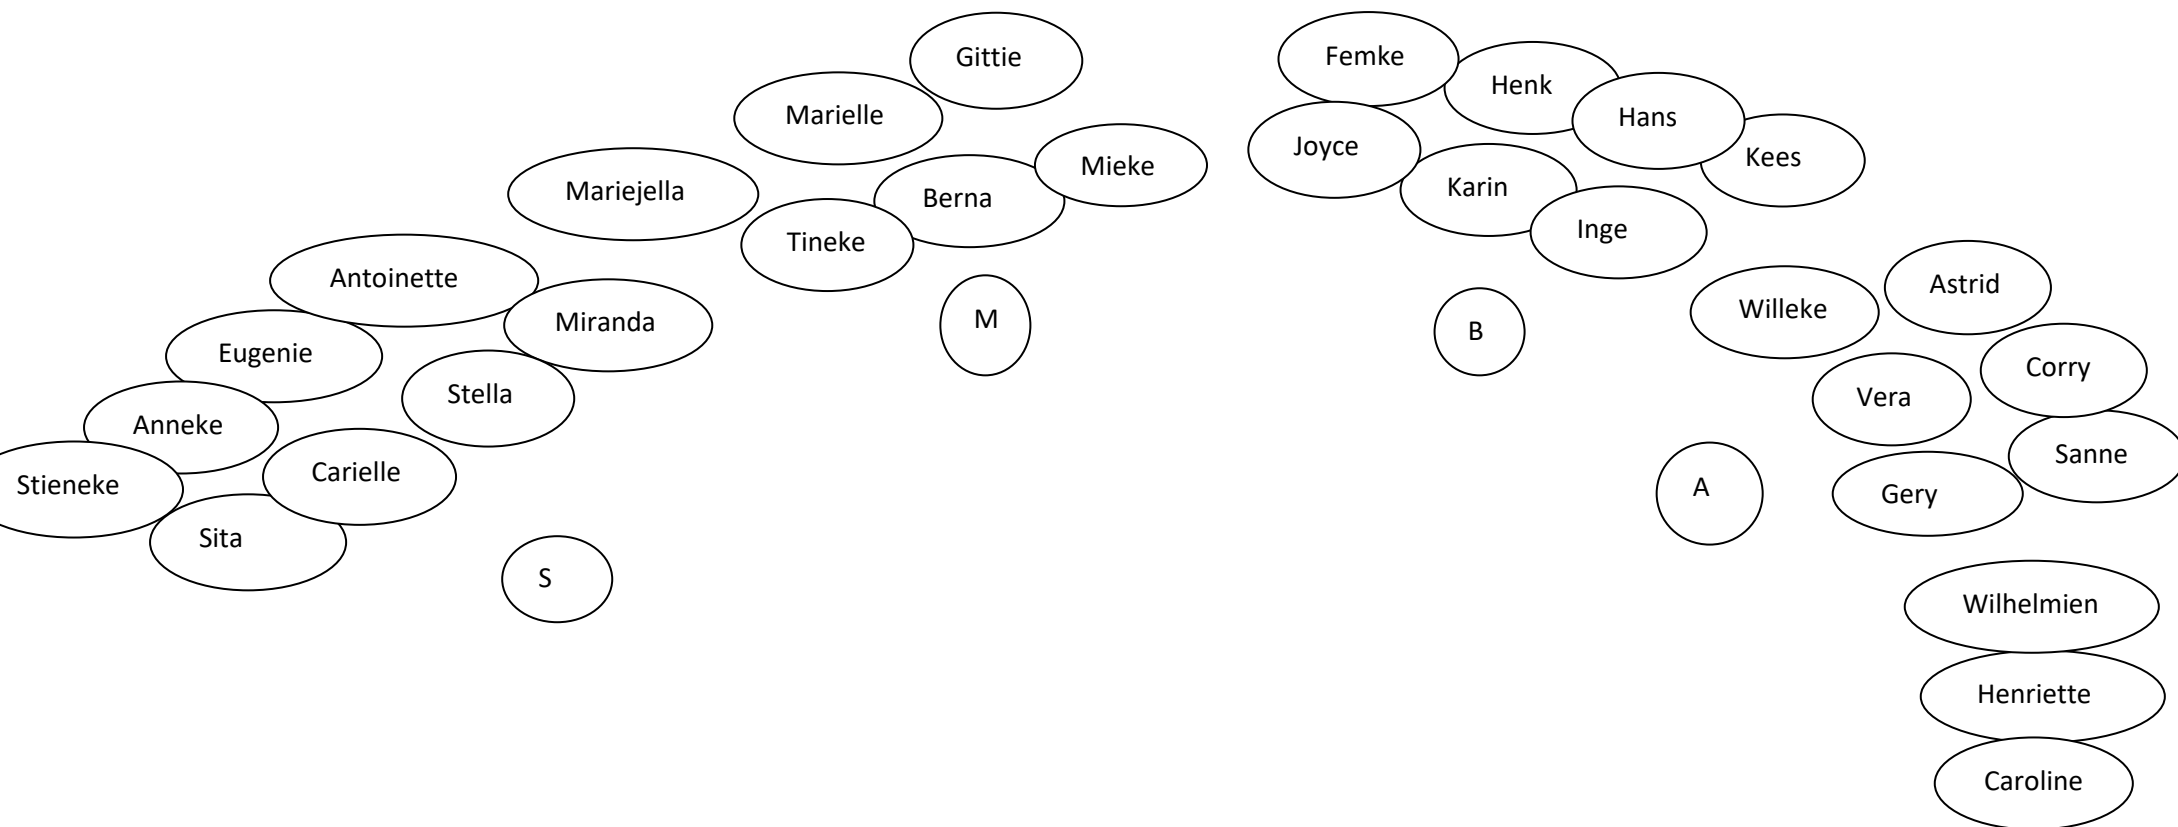 Gittie
Femke
Henk
Marielle
Hans
Joyce
Kees
Mieke
Mariejella
Berna
Karin
Tineke
Inge
Antoinette
Astrid
Miranda
M
B
Willeke
Eugenie
Corry
Stella
Vera
Anneke
Sanne
Carielle
Stieneke
A
Gery
Sita
S
Wilhelmien
Henriette
Caroline